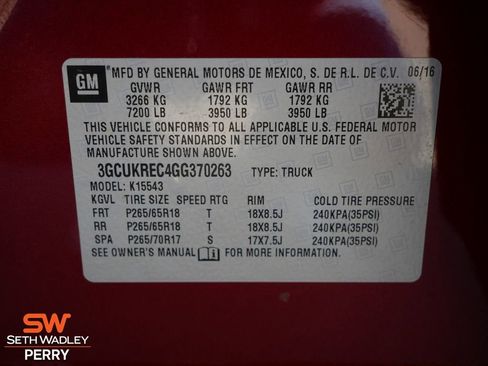 GM
MFD BY GENERAL MOTORS DE MEXICO, S. DE R.L. DE C.V. 06/16
GVWR GAWR FRT GAWR RR
3266 KG 1792 KG 1792 KG
7200 LB 3950 LB 3950 LB
THIS VEHICLE CONFORMS TO ALL APPLICABLE U.S. FEDERAL MOTOR
VEHICLE SAFETY STANDARDS IN EFFECT ON THE DATE OF
MANUFACTURE SHOWN ABOVE.
3GCUKREC4GG370263 TYPE: TRUCK
MODEL: K15543
KGVL TIRE SIZE SPEED RTG RIM COLD TIRE PRESSURE
FRT P265/65R18 T 18X8.5J 240KPA(35PSI)
RR P265/65R18 T 18X8.5J 240KPA(35PSI)
SPA P265/70R17 S 17X7.5J 240KPA(35PSI)
SEE OWNER'S MANUAL i FOR MORE INFORMATION.
SW
SETH WADLEY
PERRY